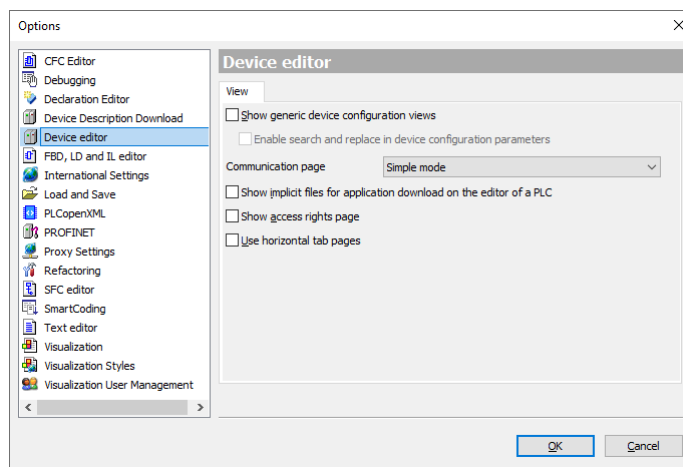 Options
CFC Editor
Debugging
Declaration Editor
Device Description Download
Device editor
FBD, LD and IL editor
International Settings
Load and Save
PLCopenXML
PROFINET
Proxy Settings
Refactoring
SFC editor
SmartCoding
Text editor
Visualization
Visualization Styles
Visualization User Management
Device editor
View
Show generic device configuration views
Enable search and replace in device configuration parameters
Communication page Simple mode
Show implicit files for application download on the editor of a PLC
Show access rights page
Use horizontal tab pages
OK Cancel